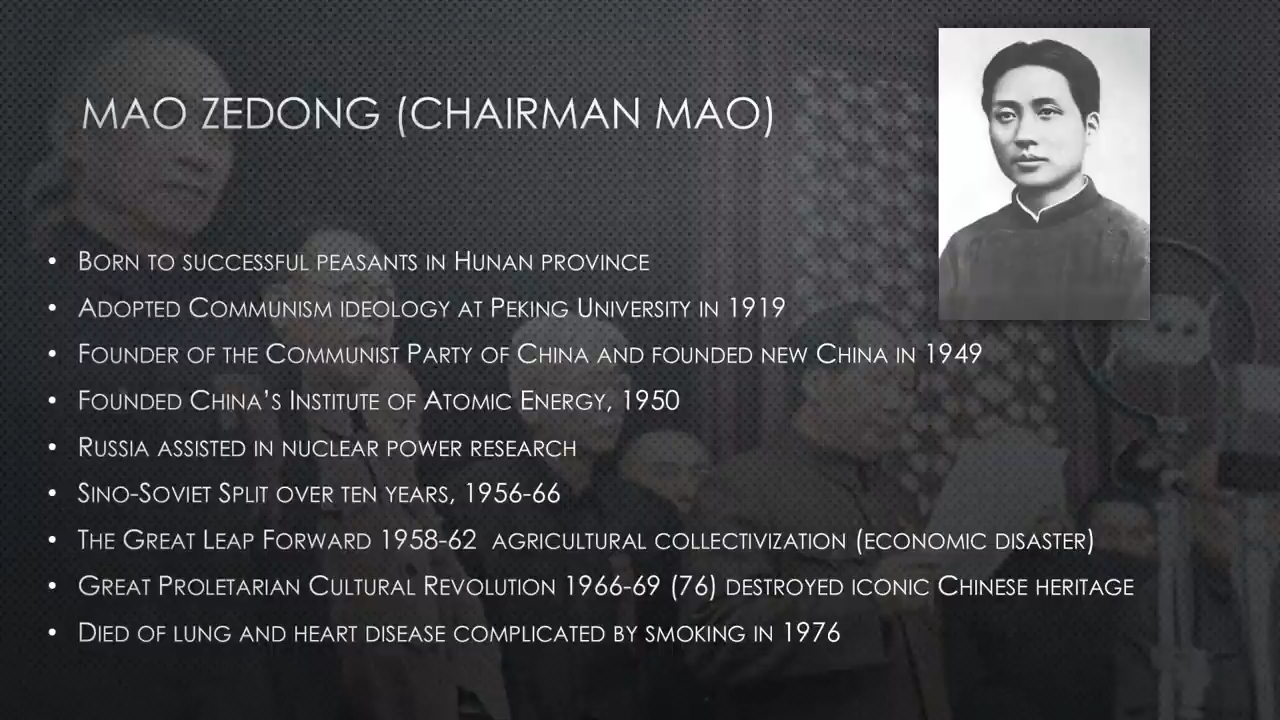 MAO ZEDONG (CHAIRMAN MAO)
• BORN TO SUCCESSFUL PEASANTS IN HUNAN PROVINCE
• ADOPTED COMMUNISM IDEOLOGY AT PEKING UNIVERSITY IN 1919
• FOUNDER OF THE COMMUNIST PARTY OF CHINA AND FOUNDED NEW CHINA IN 1949
• FOUNDED CHINA'S INSTITUTE OF ATOMIC ENERGY, 1950
• RUSSIA ASSISTED IN NUCLEAR POWER RESEARCH
• SINO-SOVIET SPLIT OVER TEN YEARS, 1956-66
• THE GREAT LEAP FORWARD 1958-62 AGRICULTURAL COLLECTIVIZATION (ECONOMIC DISASTER)
• GREAT PROLETARIAN CULTURAL REVOLUTION 1966-69 (76) DESTROYED ICONIC CHINESE HERITAGE
• DIED OF LUNG AND HEART DISEASE COMPLICATED BY SMOKING IN 1976